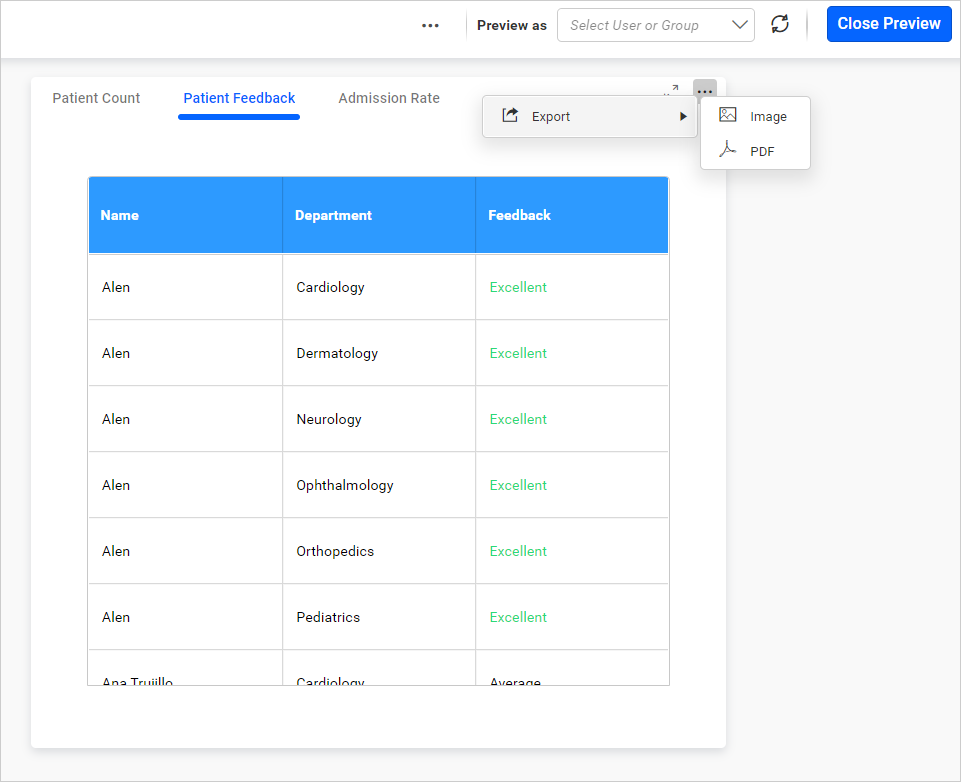 Preview as Select User or Group Close Preview
Patient Count Patient Feedback Admission Rate
Export Image
PDF
Name Department Feedback
Alen Cardiology Excellent
Alen Dermatology Excellent
Alen Neurology Excellent
Alen Ophthalmology Excellent
Alen Orthopedics Excellent
Alen Pediatrics Excellent
Ana Trujillo Cardiology Average